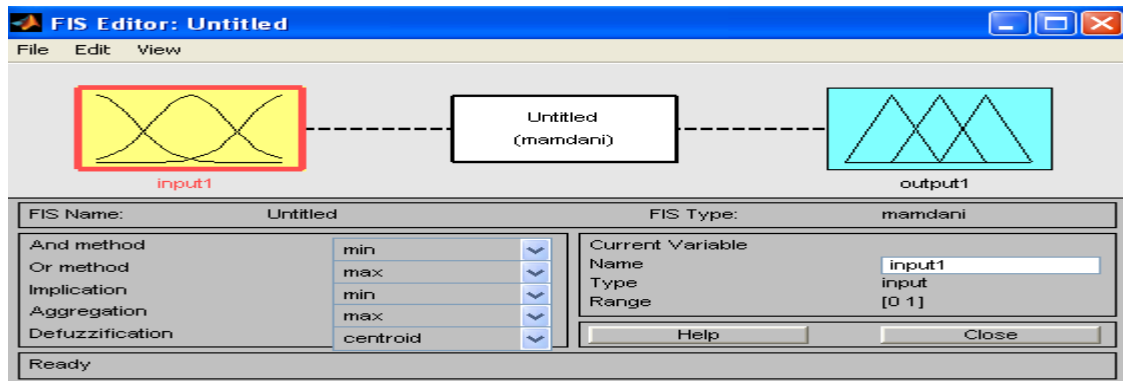 FIS Editor: Untitled
File Edit View
Untitled
(mamdani)
input1
output1
FIS Name: Untitled FIS Type: mamdani
And method min
Or method max
Implication min
Aggregation max
Defuzzification centroid
Current Variable
Name input1
Type input
Range [0 1]
Help Close
Ready